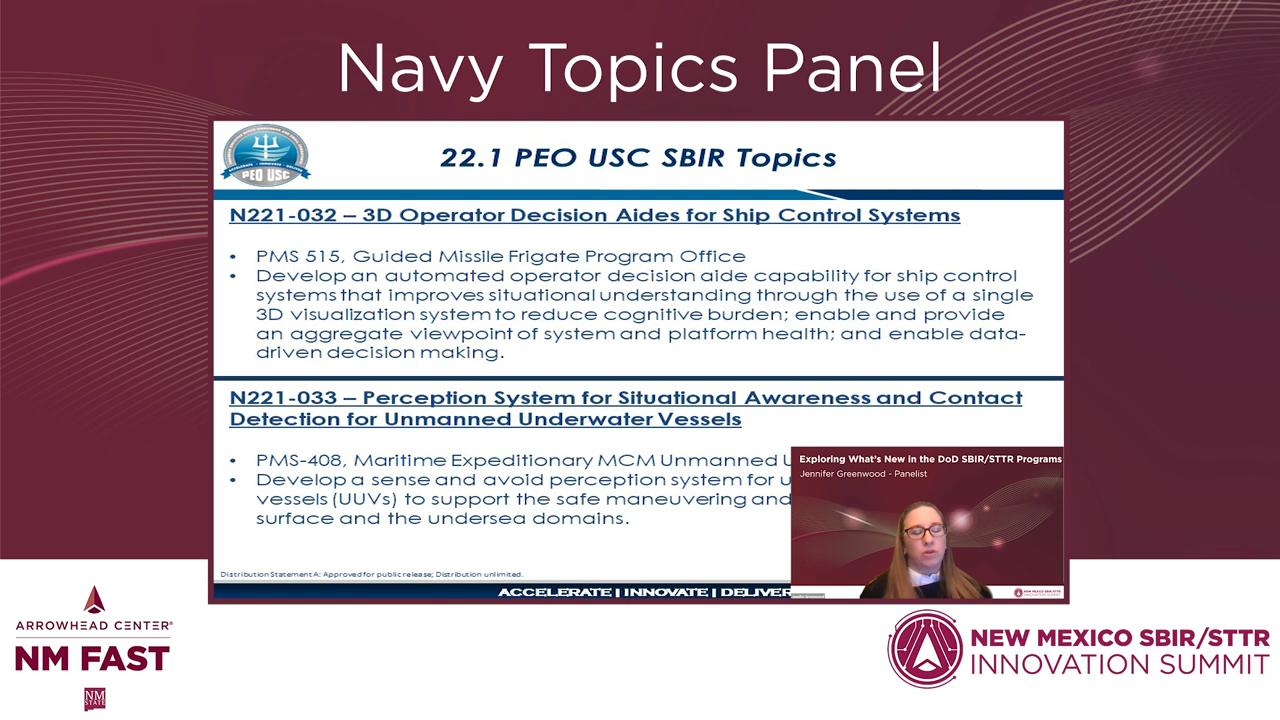 Navy Topics Panel
PEO USC
22.1 PEO USC SBIR Topics
N221-032 – 3D Operator Decision Aides for Ship Control Systems
• PMS 515, Guided Missile Frigate Program Office
• Develop an automated operator decision aide capability for ship control
systems that improves situational understanding through the use of a single
3D visualization system to reduce cognitive burden; enable and provide
an aggregate viewpoint of system and platform health; and enable data-
driven decision making.
N221-033 – Perception System for Situational Awareness and Contact
Detection for Unmanned Underwater Vessels
• PMS-408, Maritime Expeditionary MCM Unmanned
• Develop a sense and avoid perception system for
vessels (UUVs) to support the safe maneuvering and
surface and the undersea domains.
Distribution Statement A: Approved for public release; Distribution unlimited.
ACCELERATE | INNOVATE | DELIVER
Exploring What's New in the DoD SBIR/STTR Programs
Jennifer Greenwood - Panelist
NEW MEXICO SBIR/STTR
INNOVATION SUMMIT
ARROWHEAD CENTER®
NM FAST
NM
STATE
NEW MEXICO SBIR/STTR
INNOVATION SUMMIT